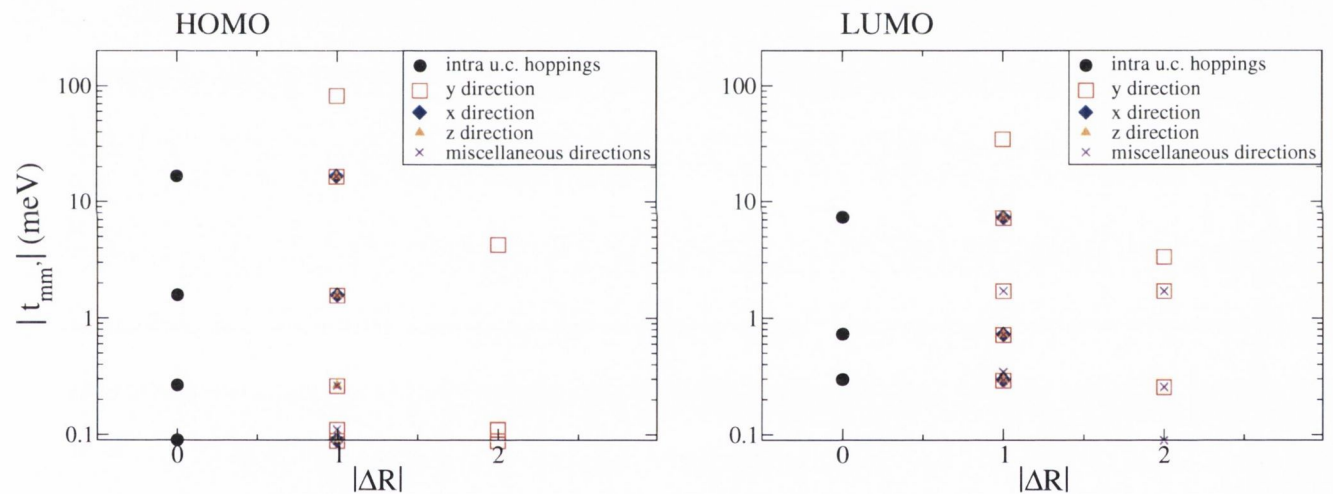 HOMO
intra u.c. hoppings
y direction
x direction
z direction
miscellaneous directions
100
10
1
0.1
|t_mm'| (meV)
0
1
2
|ΔR|
LUMO
intra u.c. hoppings
y direction
x direction
z direction
miscellaneous directions
100
10
1
0.1
0
1
2
|ΔR|